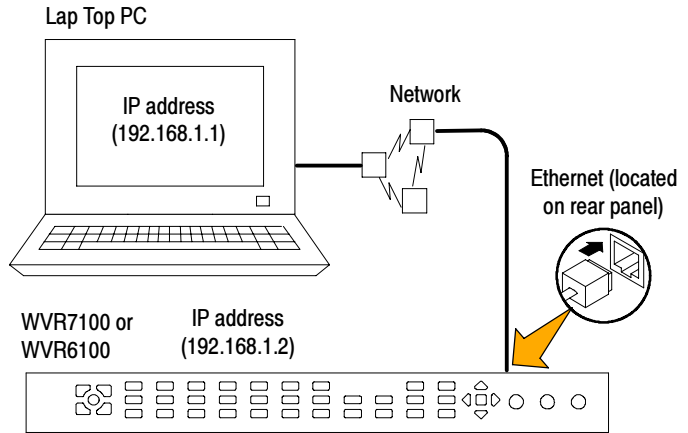 Lap Top PC
IP address
(192.168.1.1)
Network
Ethernet (located
on rear panel)
WVR7100 or
WVR6100
IP address
(192.168.1.2)